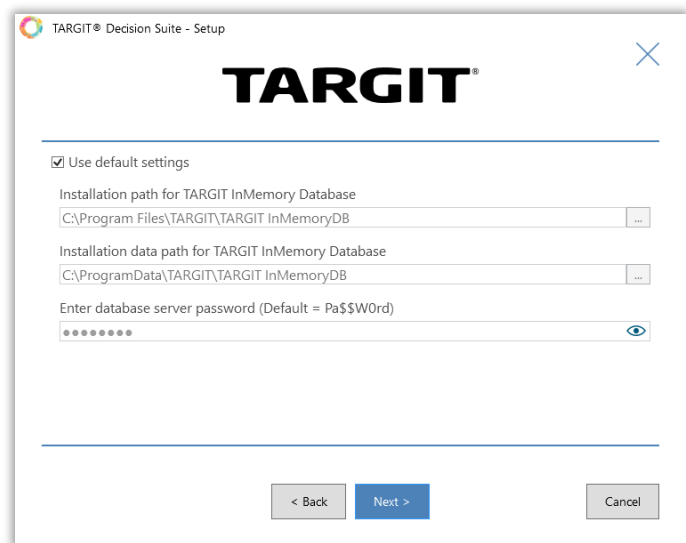 TARGIT® Decision Suite - Setup
TARGIT®
Use default settings
Installation path for TARGIT InMemory Database
C:\Program Files\TARGIT\TARGIT InMemoryDB
...
Installation data path for TARGIT InMemory Database
C:\ProgramData\TARGIT\TARGIT InMemoryDB
...
Enter database server password (Default = Pa$$W0rd)
●●●●●●●●
< Back Next > Cancel